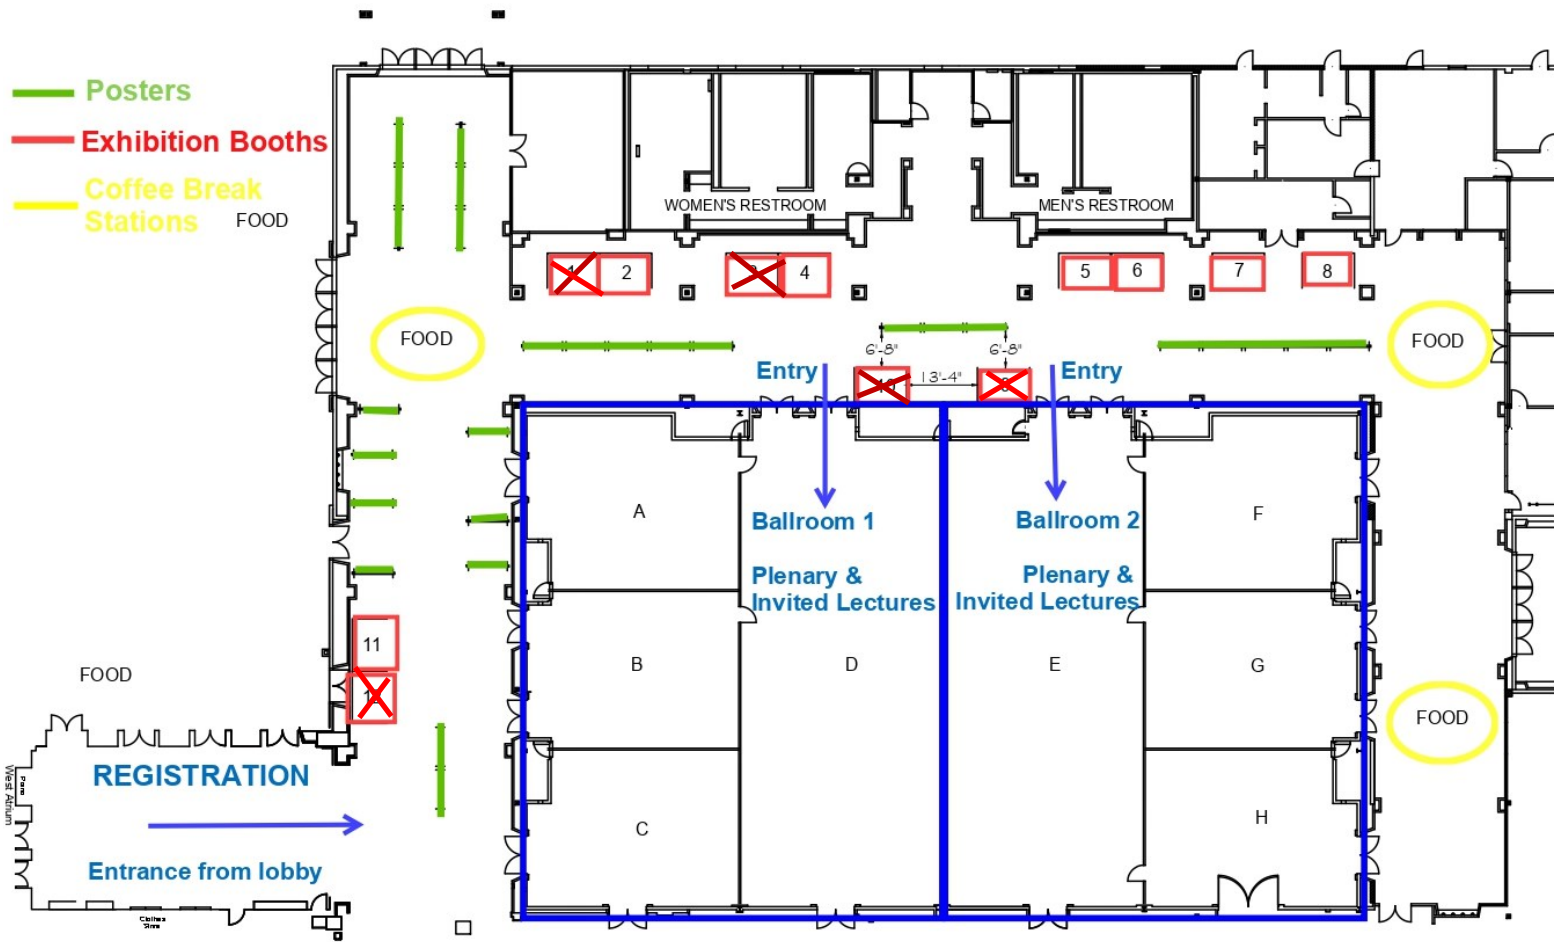 Posters
Exhibition Booths
Coffee Break
Stations
FOOD
WOMEN'S RESTROOM
MEN'S RESTROOM
2
4
5
6
7
8
FOOD
FOOD
6'-8"
6'-8"
Entry
13'-4"
Entry
A
Ballroom 1
Ballroom 2
F
Plenary &
Invited Lectures
Plenary &
Invited Lectures
11
B
D
E
G
FOOD
FOOD
REGISTRATION
West Atrium
C
H
Entrance from lobby
Clothes
Store